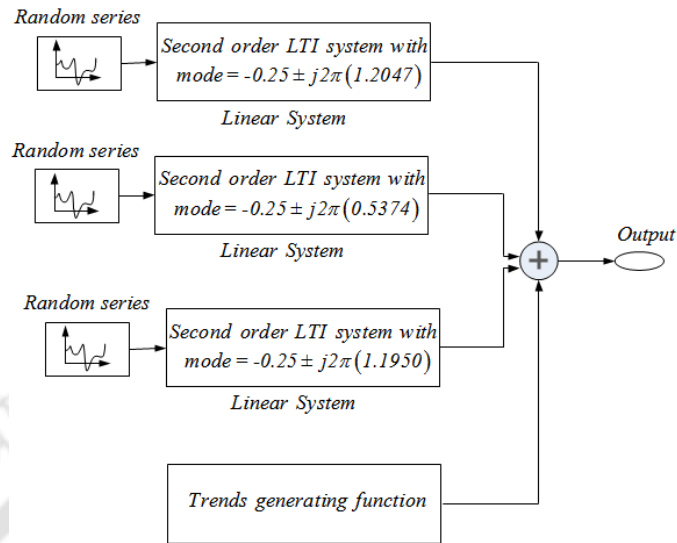 Random series
Second order LTI system with
mode = -0.25 ± j2π(1.2047)
Linear System
Random series
Second order LTI system with
mode = -0.25 ± j2π(0.5374)
Linear System
Output
Random series
Second order LTI system with
mode = -0.25 ± j2π(1.1950)
Linear System
Trends generating function